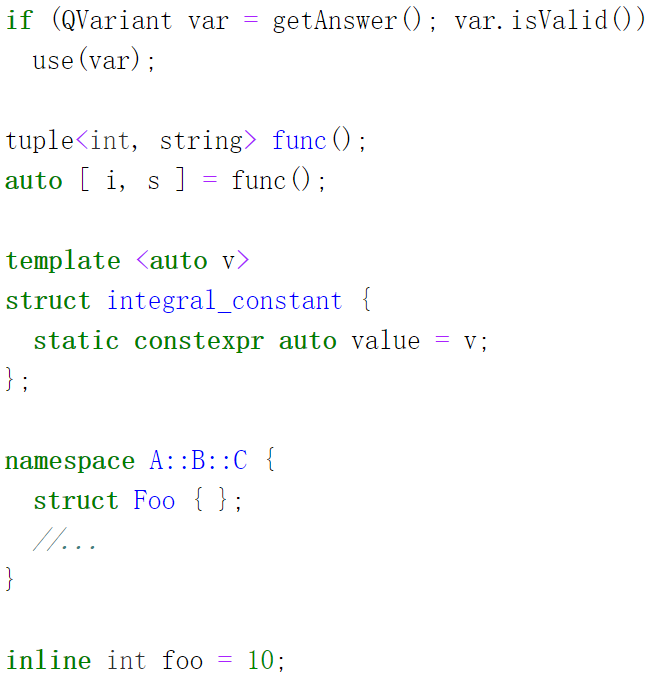 if (QVariant var = getAnswer(); var.isValid())
  use(var);

tuple<int, string> func();
auto [ i, s ] = func();

template <auto v>
struct integral_constant {
  static constexpr auto value = v;
};

namespace A::B::C {
  struct Foo { };
  //...
}

inline int foo = 10;